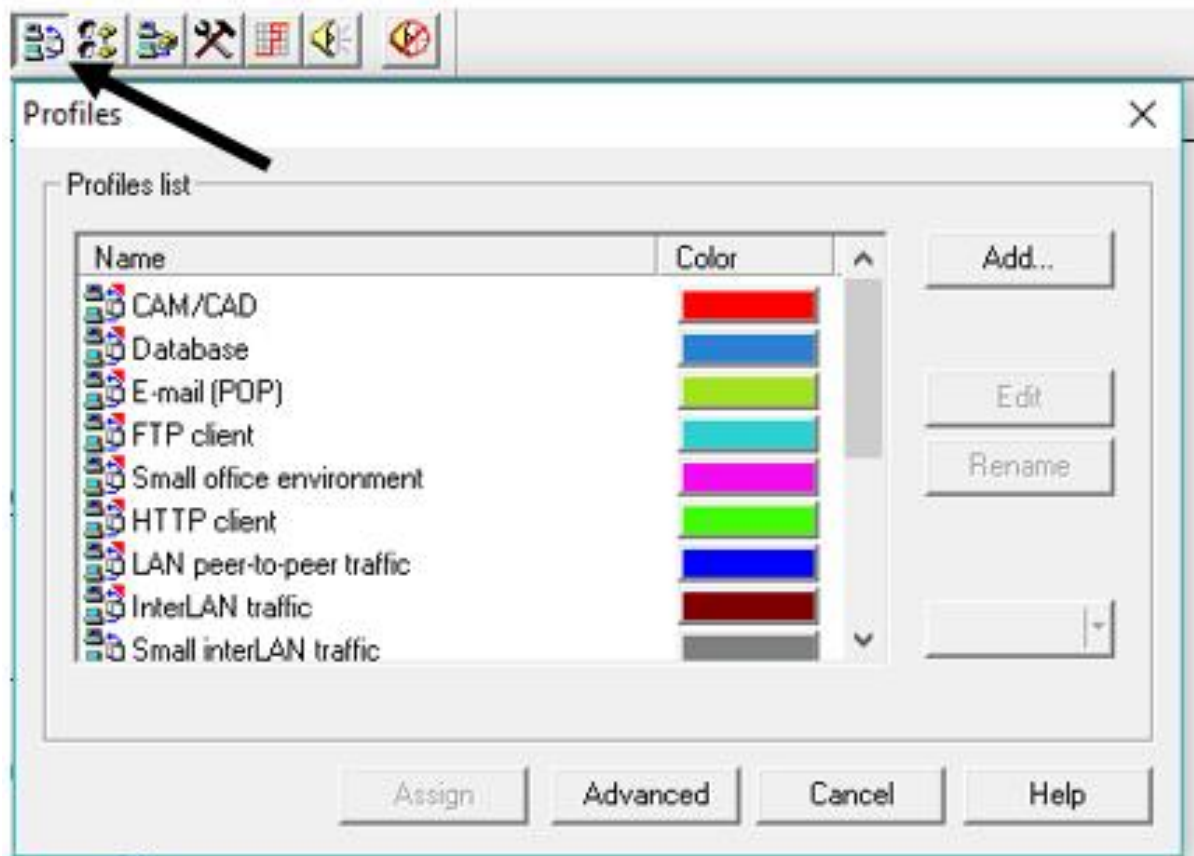 Profiles
Profiles list
Name Color
Add...
CAM/CAD
Database
E-mail (POP)
Edit
FTP client
Small office environment
Rename
HTTP client
LAN peer-to-peer traffic
InterLAN traffic
Small interLAN traffic
Assign Advanced Cancel Help